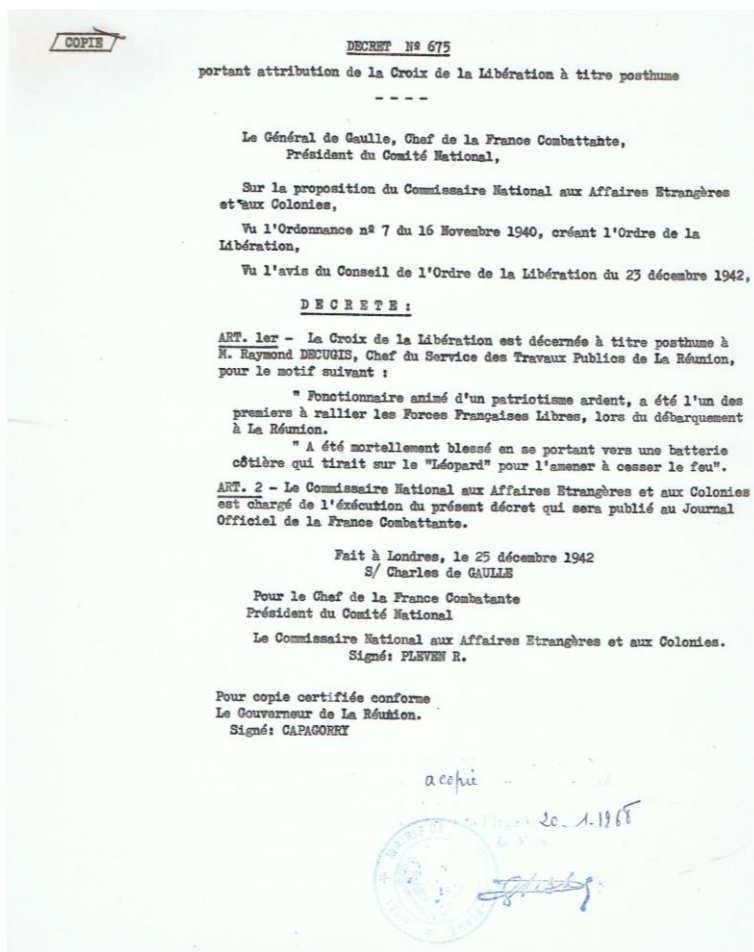 COPIE
DECRET Nº 675
portant attribution de la Croix de la Libération à titre posthume
- - - -
Le Général de Gaulle, Chef de la France Combattante,
Président du Comité National,
Sur la proposition du Commissaire National aux Affaires Etrangères
et aux Colonies,
Vu l'Ordonnance nº 7 du 16 Novembre 1940, créant l'Ordre de la
Libération,
Vu l'avis du Conseil de l'Ordre de la Libération du 23 décembre 1942,
D E C R E T E :
ART. 1er - La Croix de la Libération est décernée à titre posthume à
M. Raymond DECUGIS, Chef du Service des Travaux Publics de La Réunion,
pour le motif suivant :
" Fonctionnaire animé d'un patriotisme ardent, a été l'un des
premiers à rallier les Forces Françaises Libres, lors du débarquement
à La Réunion.
" A été mortellement blessé en se portant vers une batterie
côtière qui tirait sur le "Léopard" pour l'amener à cesser le feu".
ART. 2 - Le Commissaire National aux Affaires Etrangères et aux Colonies
est chargé de l'éxécution du présent décret qui sera publié au Journal
Officiel de la France Combattante.
Fait à Londres, le 25 décembre 1942
S/ Charles de GAULLE
Pour le Chef de la France Combatante
Président du Comité National
Le Commissaire National aux Affaires Etrangères et aux Colonies.
Signé: PLEVEN R.
Pour copie certifiée conforme
Le Gouverneur de La Réunion.
Signé: CAPAGORRY
a copie
20.1.1968
MAIRIE DE